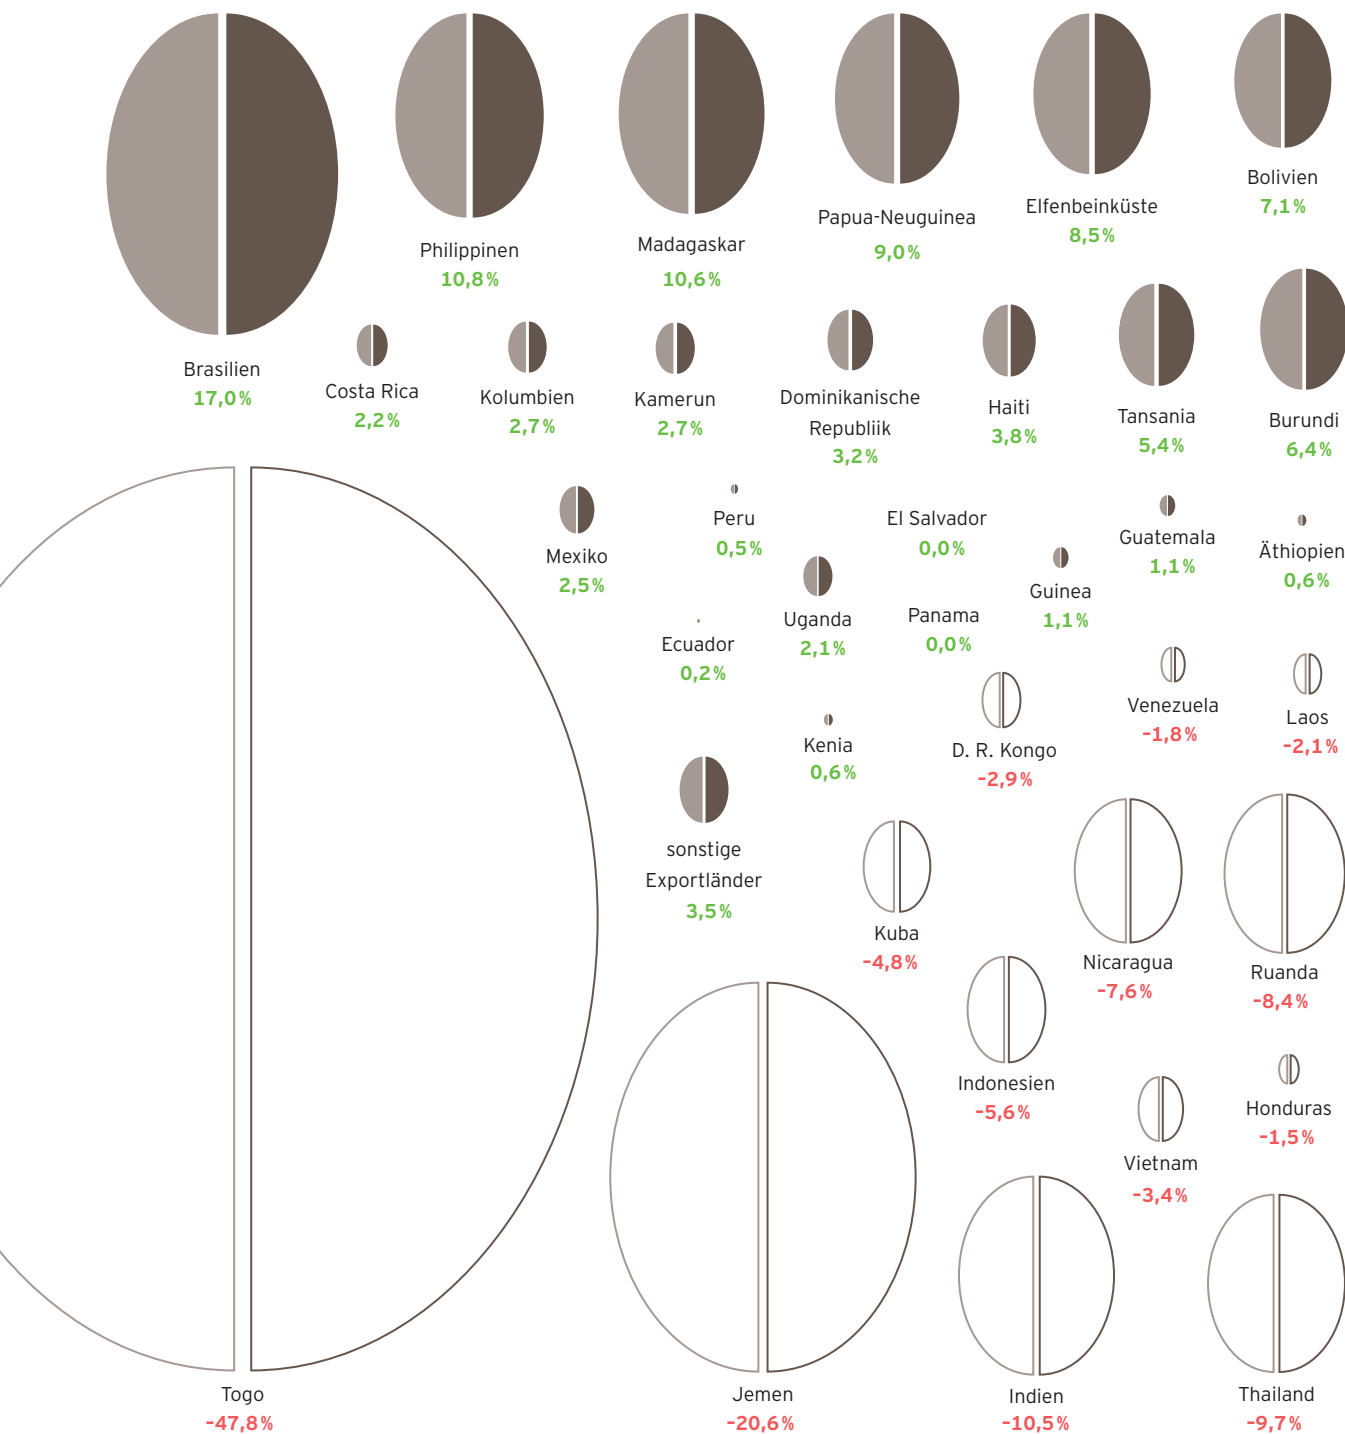 Brasilien
17,0%
Philippinen
10,8%
Madagaskar
10,6%
Papua-Neuguinea
9,0%
Elfenbeinküste
8,5%
Bolivien
7,1%
Costa Rica
2,2%
Kolumbien
2,7%
Kamerun
2,7%
Dominikanische
Republiik
3,2%
Haiti
3,8%
Tansania
5,4%
Burundi
6,4%
Mexiko
2,5%
Peru
0,5%
El Salvador
0,0%
Guatemala
1,1%
Äthiopien
0,6%
Ecuador
0,2%
Uganda
2,1%
Panama
0,0%
Guinea
1,1%
Venezuela
-1,8%
Laos
-2,1%
Kenia
0,6%
D. R. Kongo
-2,9%
sonstige
Exportländer
3,5%
Kuba
-4,8%
Nicaragua
-7,6%
Ruanda
-8,4%
Indonesien
-5,6%
Vietnam
-3,4%
Honduras
-1,5%
Togo
-47,8%
Jemen
-20,6%
Indien
-10,5%
Thailand
-9,7%